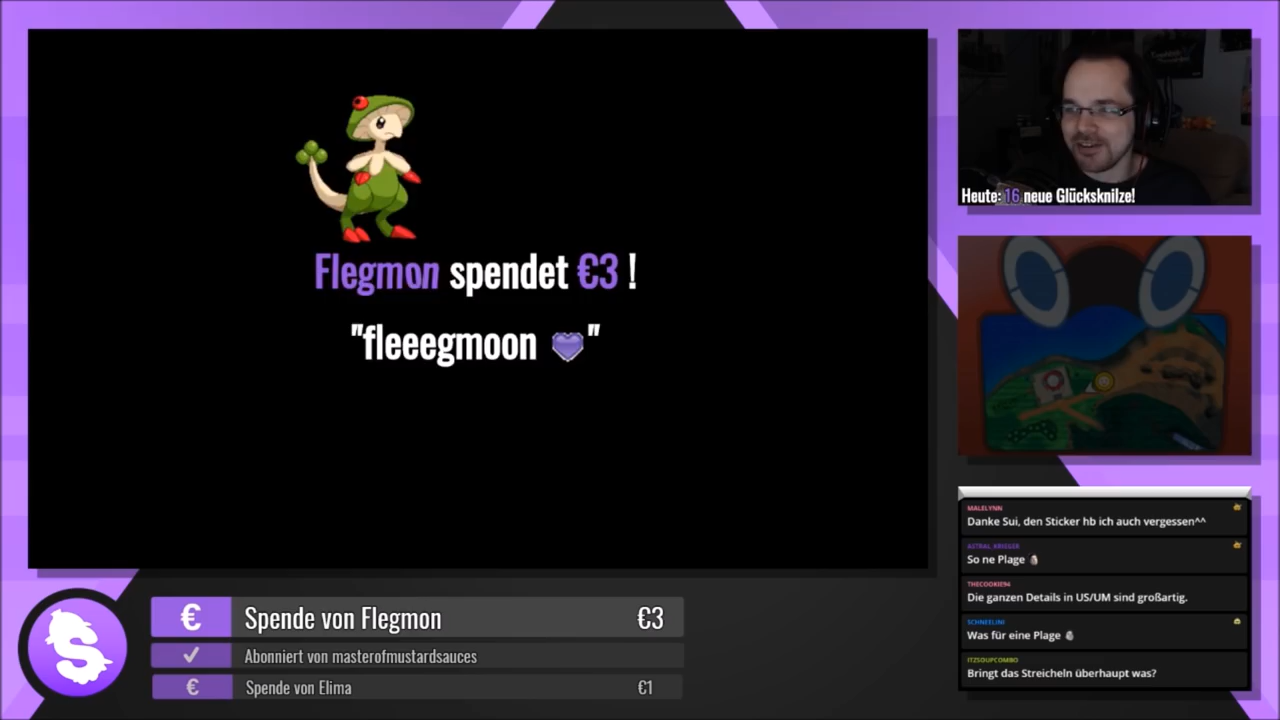 Flegmon spendet €3 !
"fleeegmoon 💜"
Heute: 16 neue Glücksknilze!
MALELYNN
Danke Sui, den Sticker hb ich auch vergessen^^
ASTRAL_KRIEGER
So ne Plage
THECOOKIE94
Die ganzen Details in US/UM sind großartig.
SCHNEELINI
Was für eine Plage
ITZSOUPCOMBO
Bringt das Streicheln überhaupt was?
€ Spende von Flegmon €3
✓ Abonniert von masterofmustardsauces
€ Spende von Elima €1
S